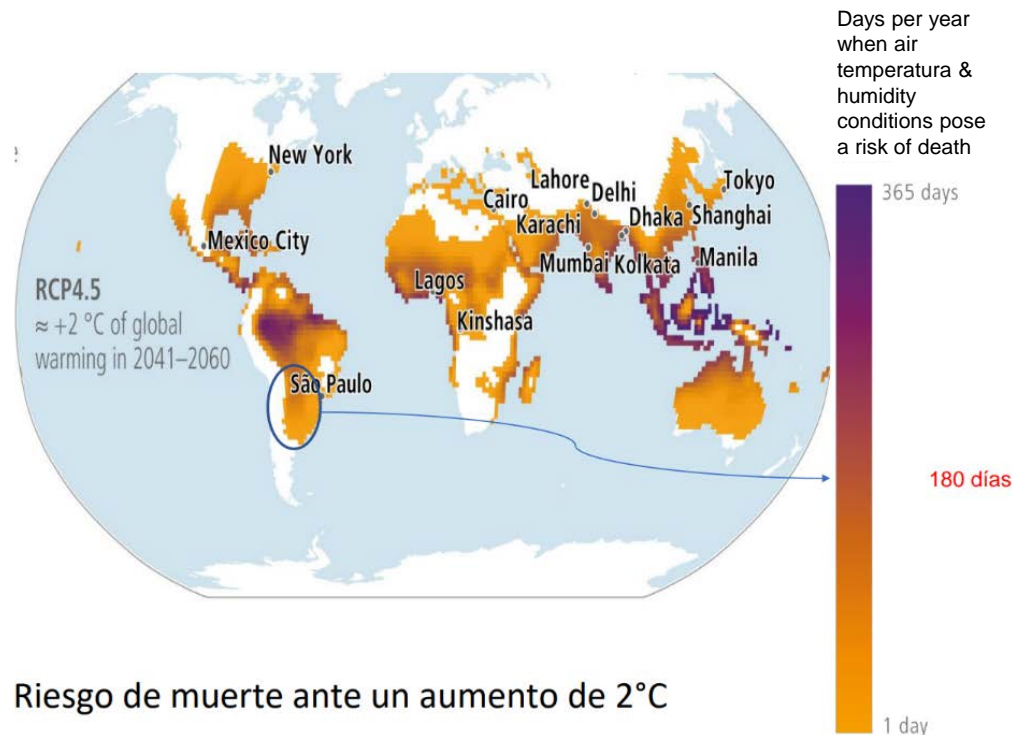 Days per year
when air
temperatura &
humidity
conditions pose
a risk of death
365 days
e
New York
Lahore
Delhi
Tokyo
Cairo
Dhaka
Shanghai
Karachi
Mexico City
Mumbai
Kolkata
Manila
RCP4.5
≈ +2 °C of global
warming in 2041–2060
Lagos
Kinshasa
São Paulo
180 días
Riesgo de muerte ante un aumento de 2°C
1 day